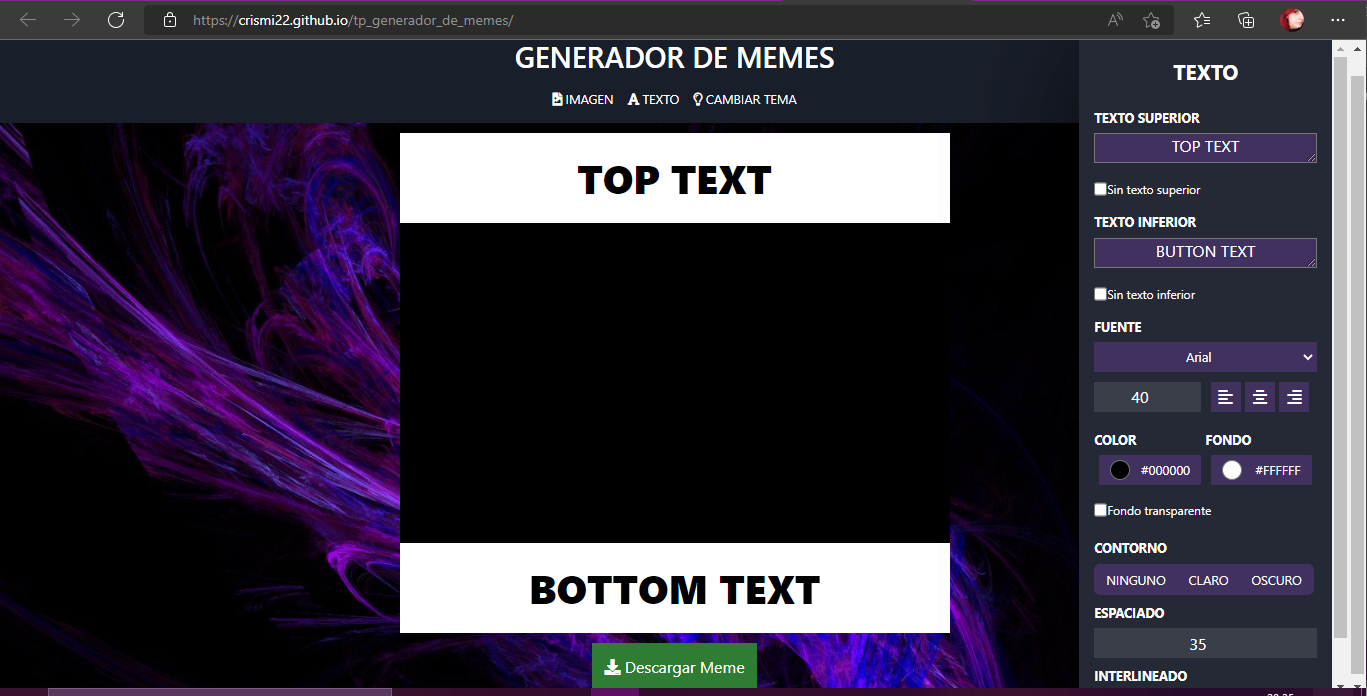 https://crismi22.github.io/tp_generador_de_memes/
GENERADOR DE MEMES
IMAGEN TEXTO CAMBIAR TEMA
TOP TEXT
BOTTOM TEXT
Descargar Meme
TEXTO
TEXTO SUPERIOR
TOP TEXT
Sin texto superior
TEXTO INFERIOR
BUTTON TEXT
Sin texto inferior
FUENTE
Arial
40
COLOR FONDO
#000000 #FFFFFF
Fondo transparente
CONTORNO
NINGUNO CLARO OSCURO
ESPACIADO
35
INTERLINEADO